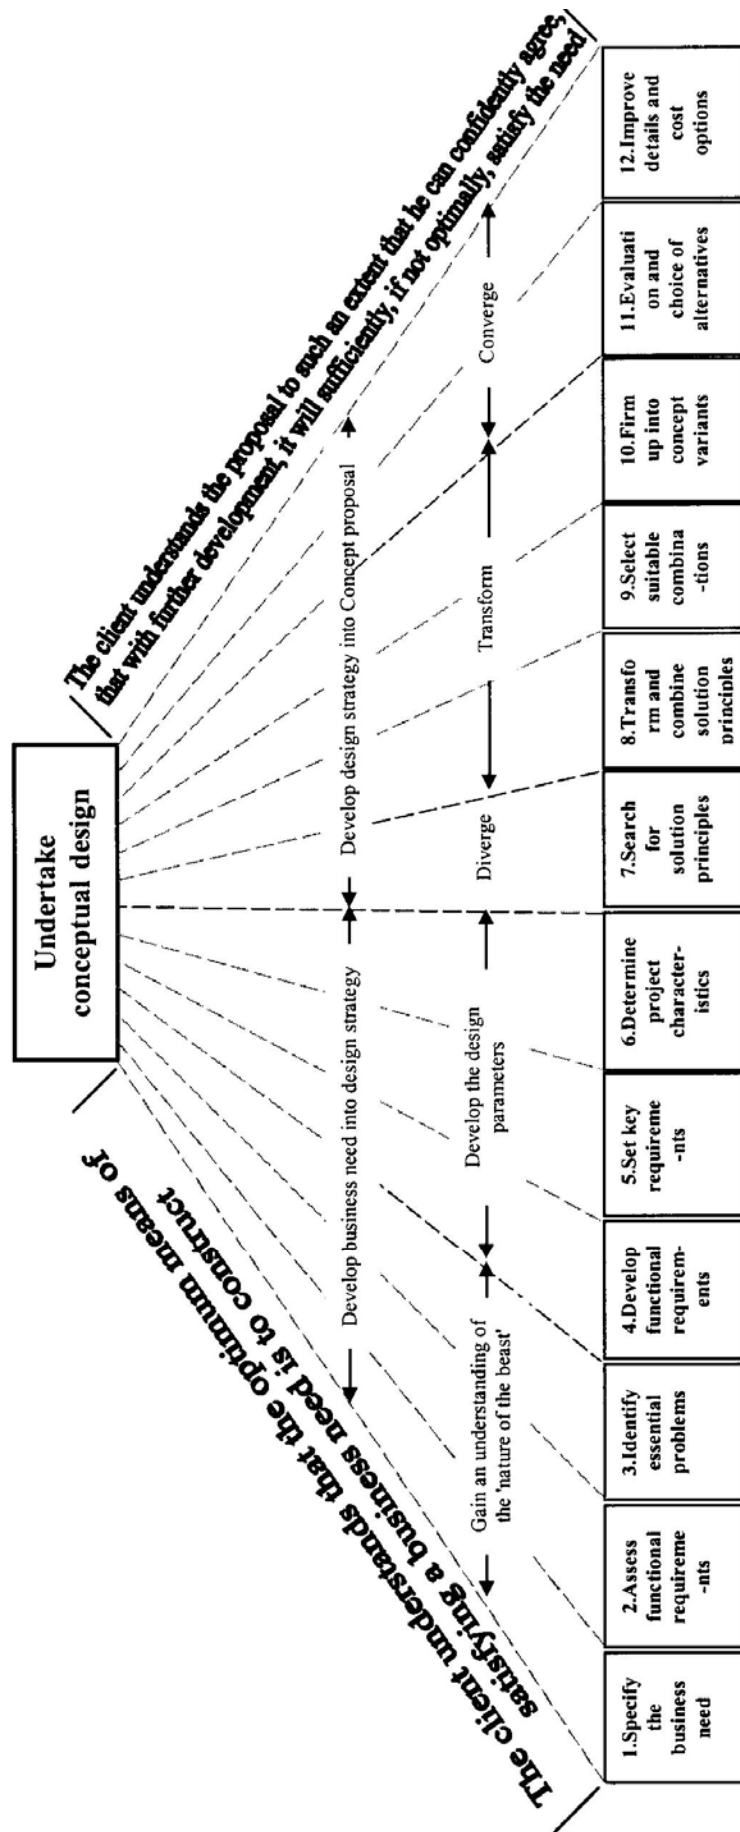 Undertake
conceptual design
The client understands that the optimum means of
satisfying a business need is to construct
The client understands the proposal to such an extent that he can confidently agree,
that with further development, it will sufficiently, if not optimally, satisfy the need
Develop business need into design strategy
Develop design strategy into Concept proposal
Gain an understanding of
the 'nature of the beast'
Develop the design
parameters
Diverge
Transform
Converge
1.Specify
the
business
need
2.Assess
functional
requireme
-nts
3.Identify
essential
problems
4.Develop
functional
requirem-
ents
5.Set key
requireme
-nts
6.Determine
project
character-
istics
7.Search
for
solution
principles
8.Transfo
rm and
combine
solution
principles
9.Select
suitable
combina
-tions
10.Firm
up into
concept
variants
11.Evaluati
on and
choice of
alternatives
12.Improve
details and
cost
options